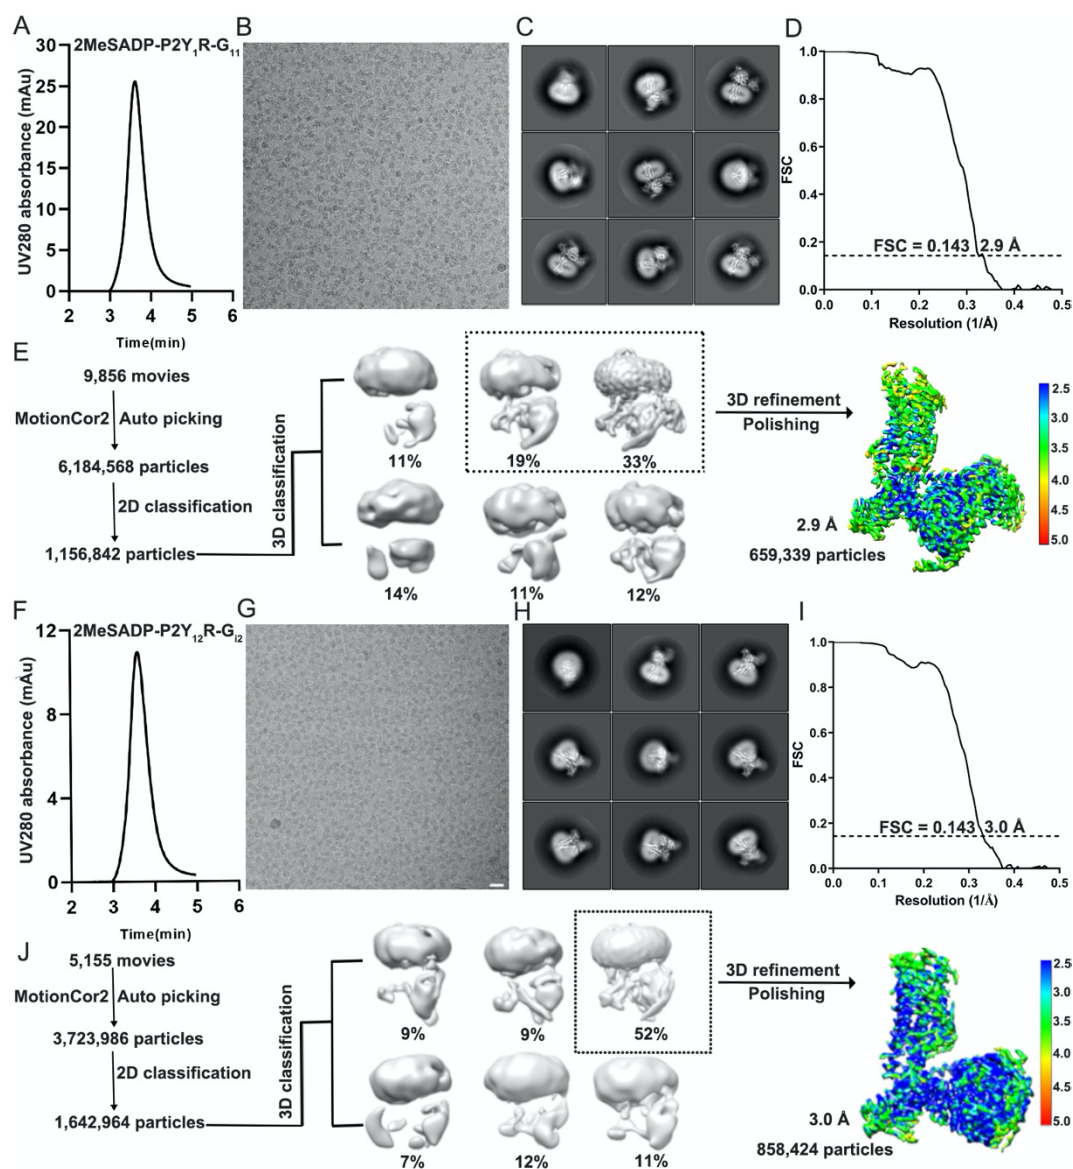 A
2MeSADP-P2Y1R-G11
30
25
20
15
10
5
0
UV280 absorbance (mAu)
2 3 4 5 6
Time(min)
B
C
D
1.0
0.8
0.6
0.4
0.2
0.0
FSC
FSC = 0.143 2.9 Å
0.0 0.1 0.2 0.3 0.4 0.5
Resolution (1/Å)
E
9,856 movies
MotionCor2 Auto picking
6,184,568 particles
2D classification
1,156,842 particles
3D classification
11% 19% 33%
14% 11% 12%
3D refinement
Polishing
2.9 Å
659,339 particles
2.5
3.0
3.5
4.0
4.5
5.0
F
2MeSADP-P2Y12R-Gi2
12
8
4
0
UV280 absorbance (mAu)
2 3 4 5 6
Time(min)
G
H
I
1.0
0.8
0.6
0.4
0.2
0.0
FSC
FSC = 0.143 3.0 Å
0.0 0.1 0.2 0.3 0.4 0.5
Resolution (1/Å)
J
5,155 movies
MotionCor2 Auto picking
3,723,986 particles
2D classification
1,642,964 particles
3D classification
9% 9% 52%
7% 12% 11%
3D refinement
Polishing
3.0 Å
858,424 particles
2.5
3.0
3.5
4.0
4.5
5.0